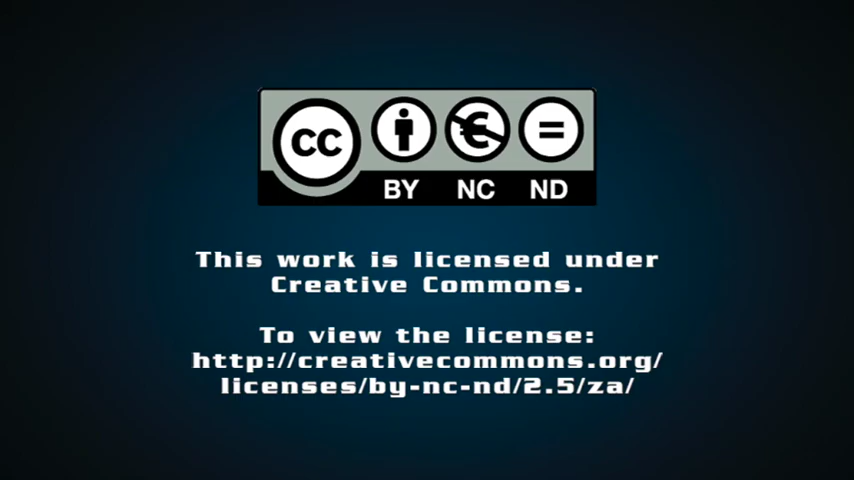 CC
BY NC ND
This work is licensed under
Creative Commons.
To view the license:
http://creativecommons.org/
licenses/by-nc-nd/2.5/za/